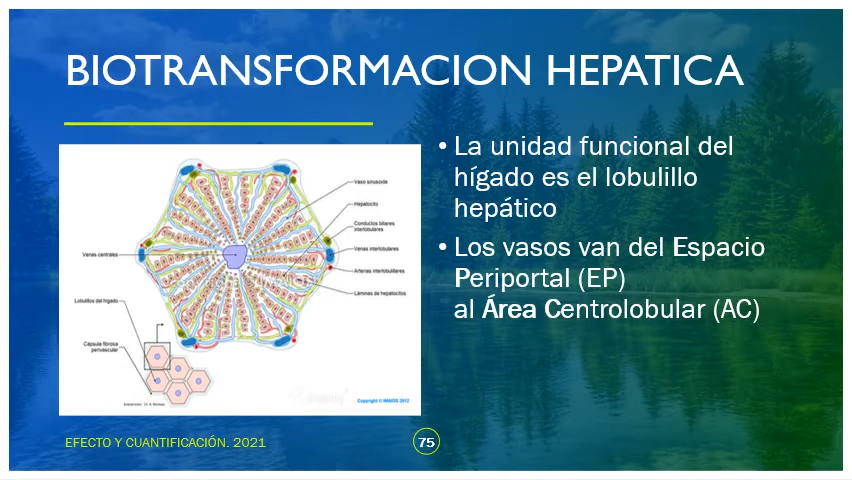 BIOTRANSFORMACION HEPATICA
Vaso sinusoide
Hepatocito
Conductos biliares
interlobulares
Venas centrales
Venas interlobulares
Arterias interlobulillares
Láminas de hepatocitos
Lobulillos del hígado
Cápsula fibrosa
perivascular
Copyright © IMAIOS 2012
• La unidad funcional del
hígado es el lobulillo
hepático
• Los vasos van del Espacio
Periportal (EP)
al Área Centrolobular (AC)
EFECTO Y CUANTIFICACIÓN. 2021
75